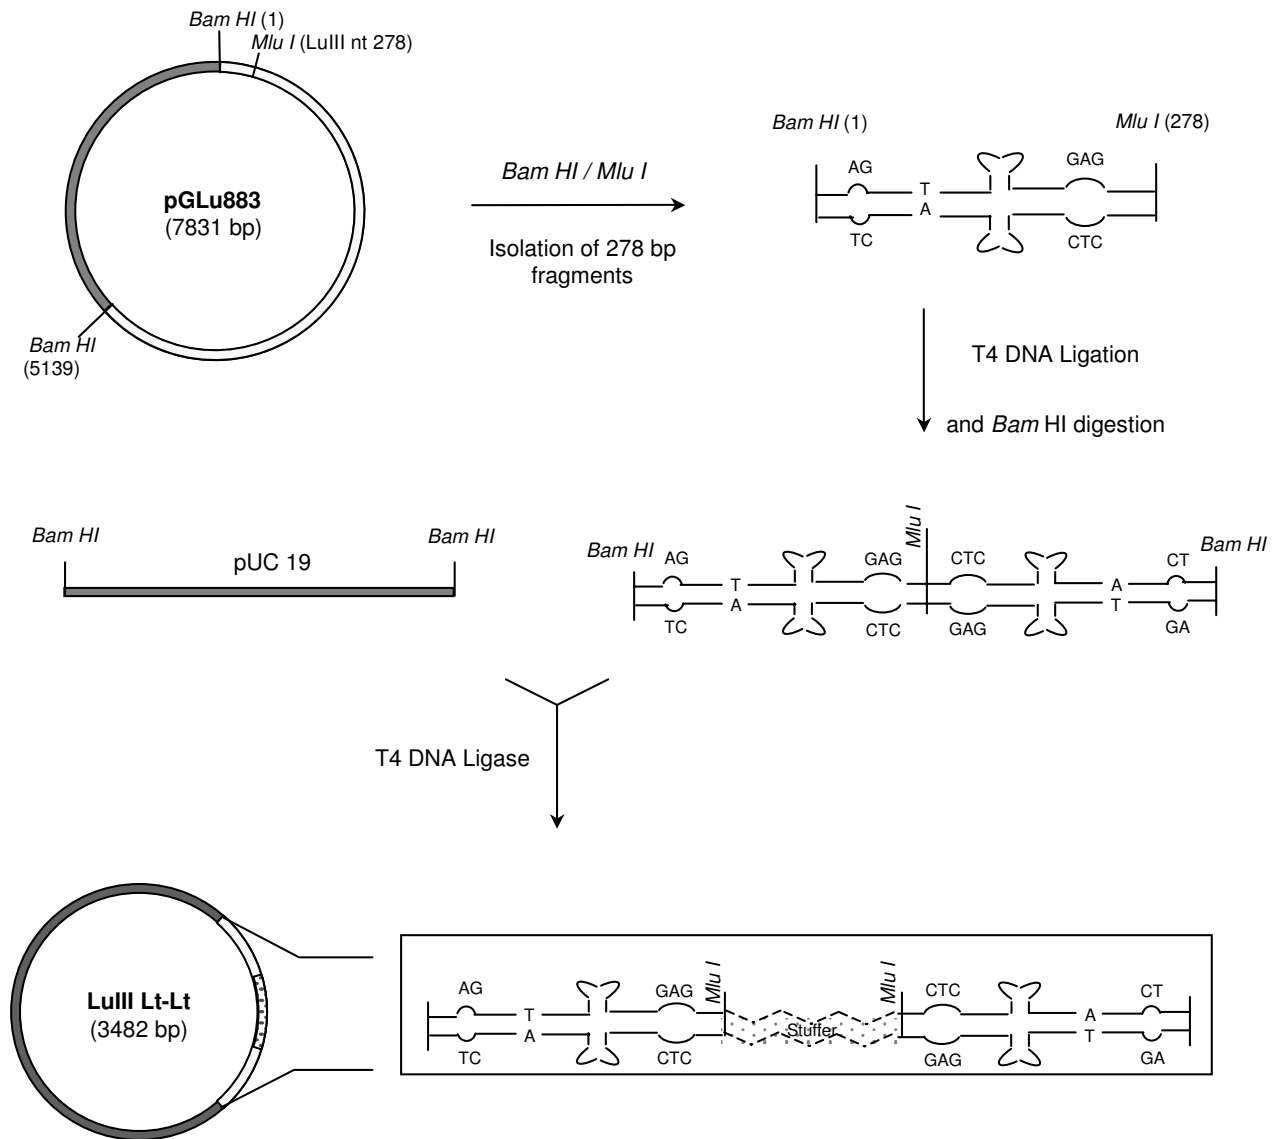 Bam HI (1)
Mlu I (LuIII nt 278)
pGLu883
(7831 bp)
Bam HI
(5139)
Bam HI / Mlu I
Isolation of 278 bp
fragments
Bam HI (1)
Mlu I (278)
AG
GAG
T
A
TC
CTC
T4 DNA Ligation
and Bam HI digestion
Bam HI
Bam HI
pUC 19
Bam HI
Mlu I
Bam HI
AG
GAG
CTC
CT
T
A
A
T
TC
CTC
GAG
GA
T4 DNA Ligase
LuIII Lt-Lt
(3482 bp)
Mlu I
Mlu I
AG
GAG
CTC
CT
T
A
Stuffer
A
T
TC
CTC
GAG
GA